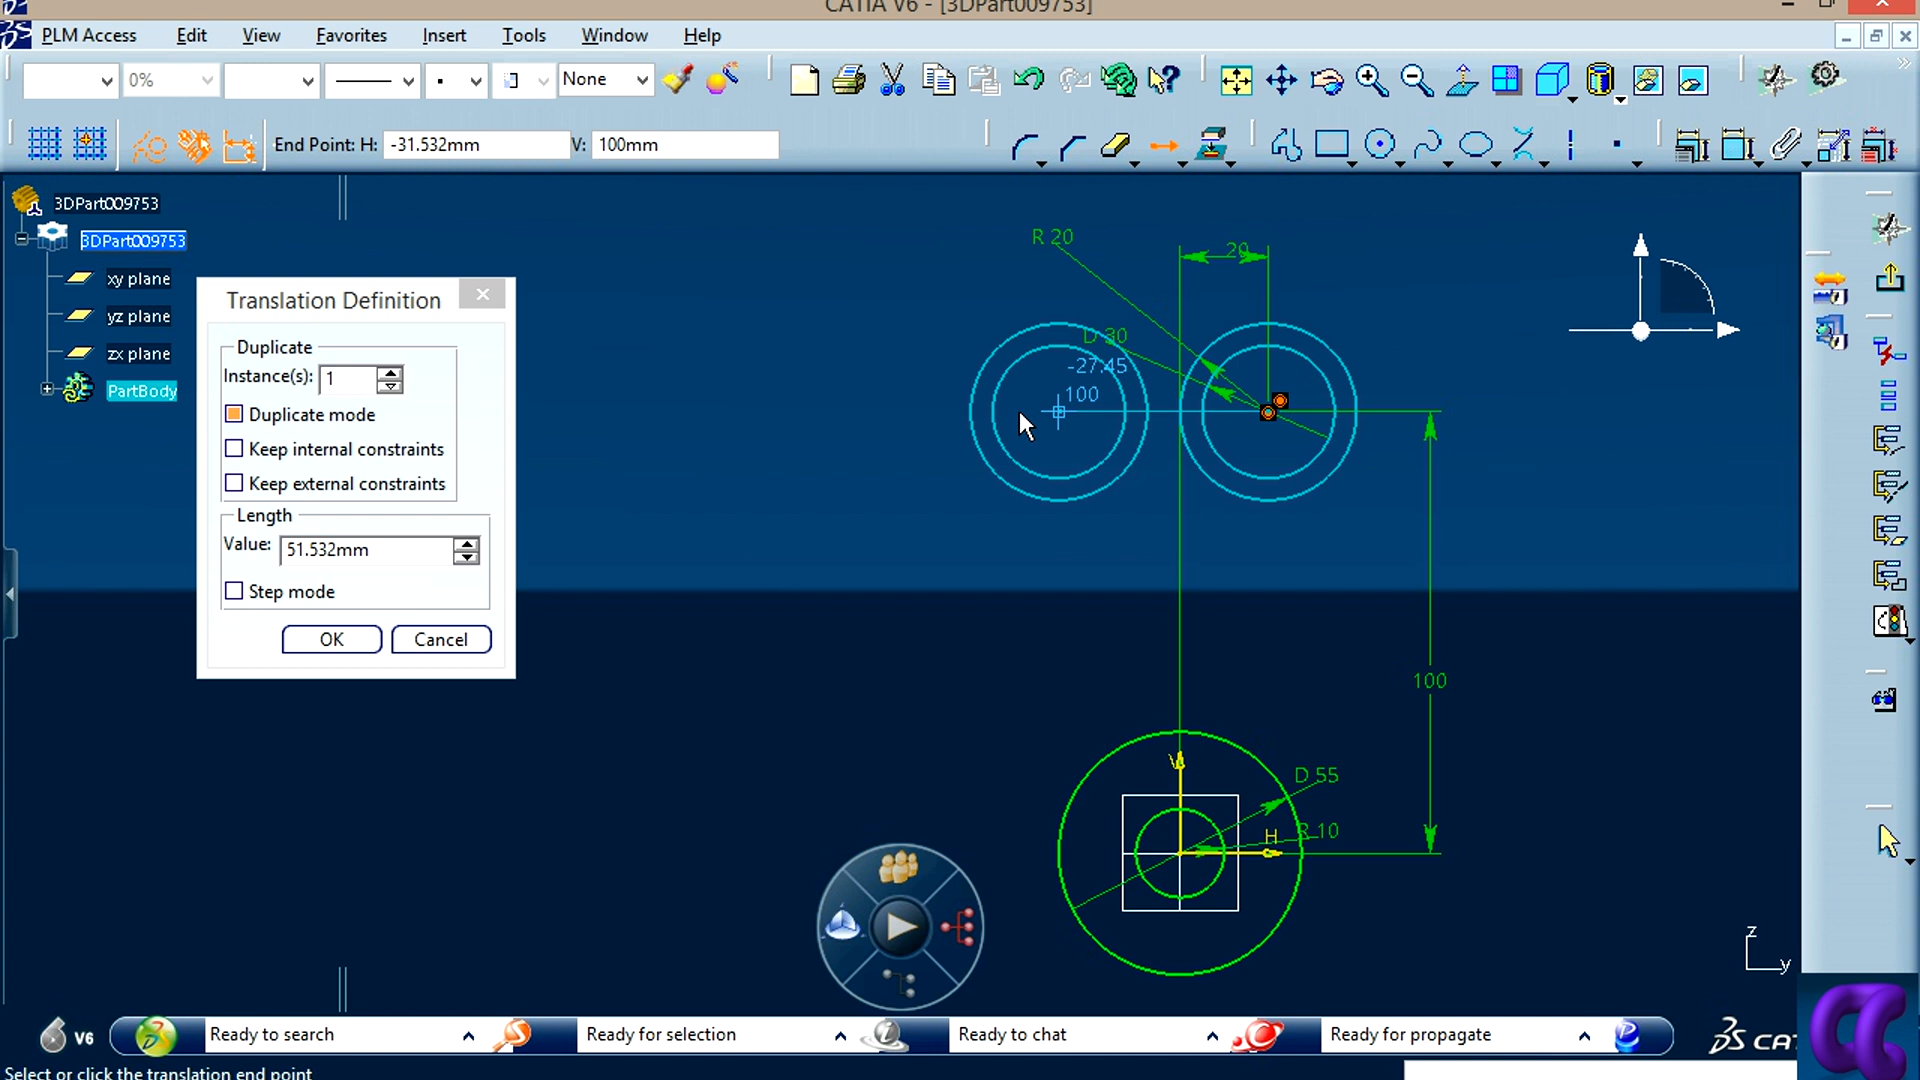 CATIA V6 - [3DPart009753]
PLM Access Edit View Favorites Insert Tools Window Help
0% None
End Point: H: -31.532mm V: 100mm
3DPart009753
3DPart009753
xy plane
yz plane
zx plane
PartBody
Translation Definition
Duplicate
Instance(s): 1
Duplicate mode
Keep internal constraints
Keep external constraints
Length
Value: 51.532mm
Step mode
OK Cancel
R 20
20
D 30
-27.45
100
100
D 55
R 10
V
H
z
y
V6
Ready to search
Ready for selection
Ready to chat
Ready for propagate
Select or click the translation end point